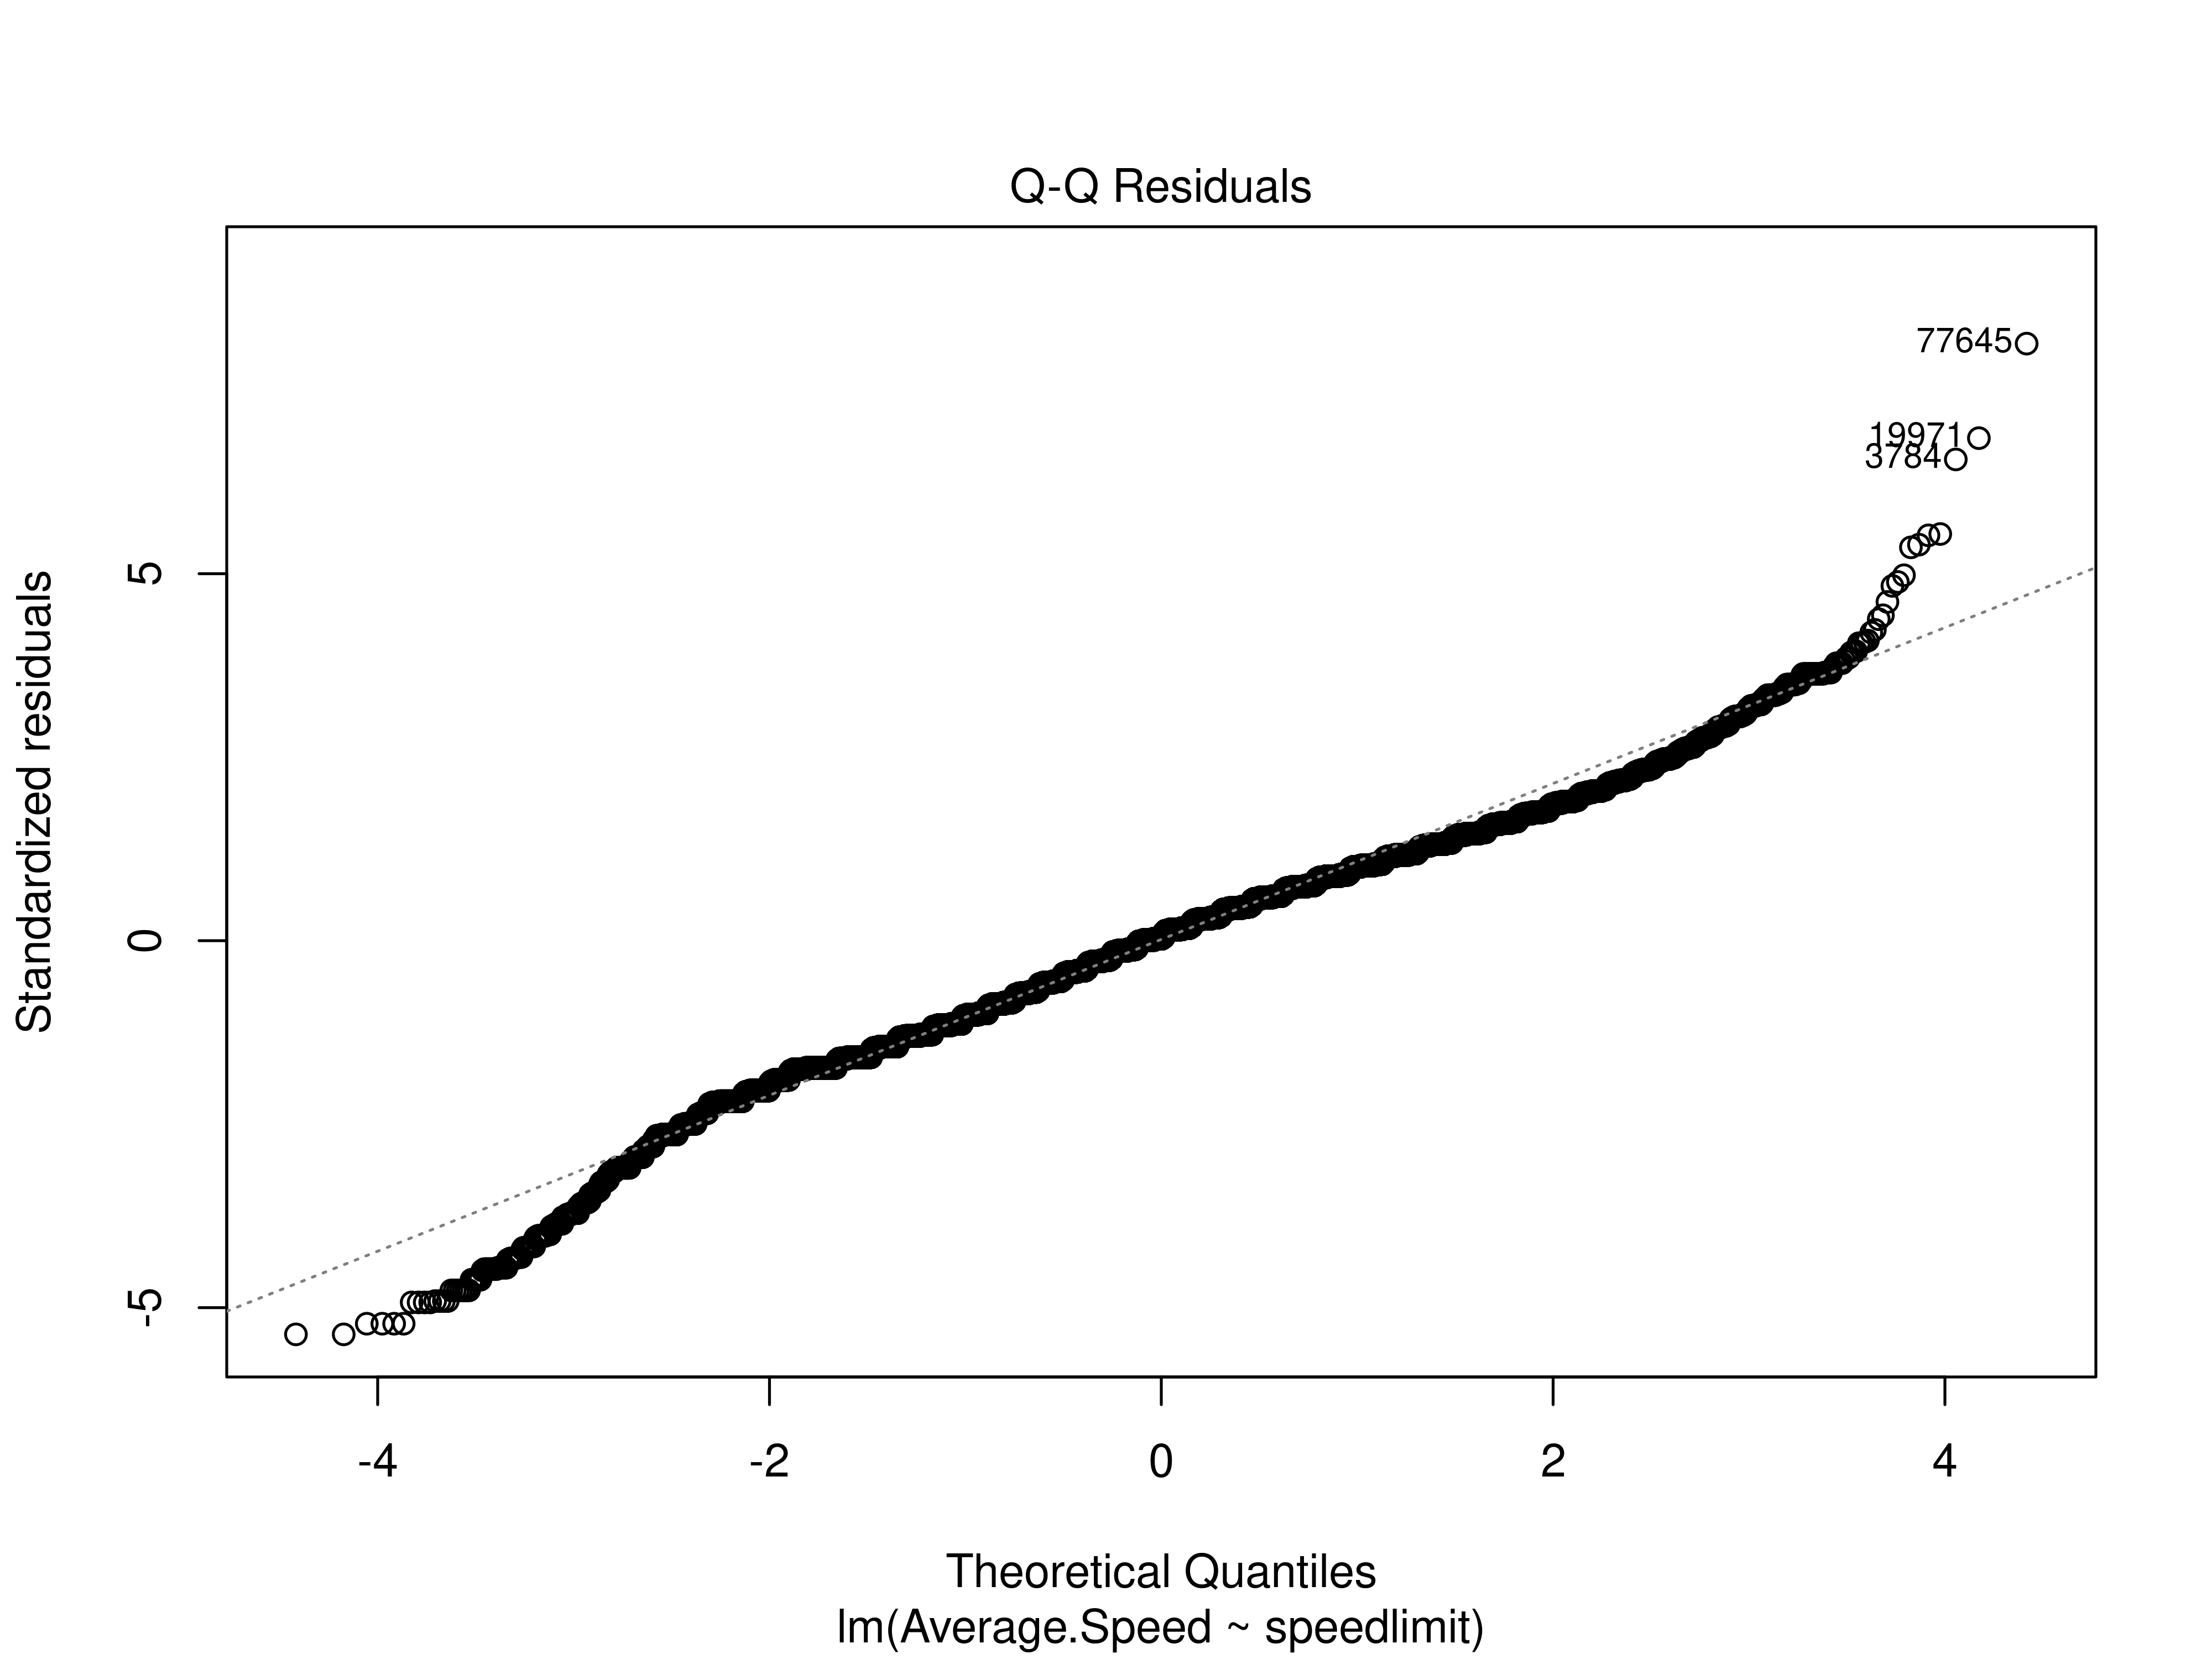 Q-Q Residuals
77645
19971
3784
Standardized residuals
5
0
-5
-4 -2 0 2 4
Theoretical Quantiles
lm(Average.Speed ~ speedlimit)